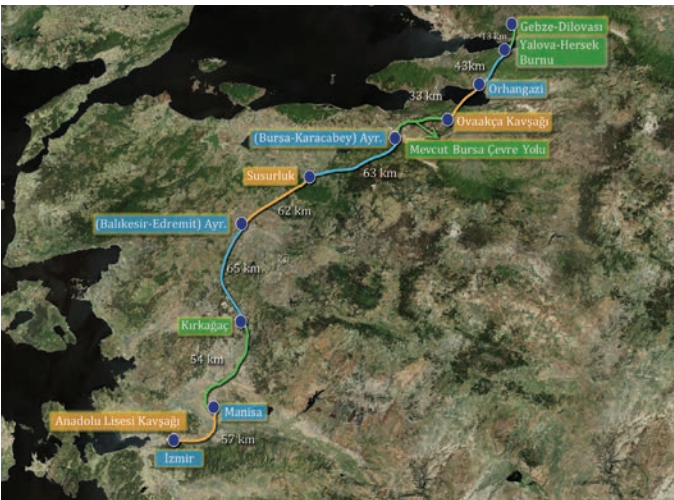 Gebze-Dilovası
13 km
Yalova-Hersek
Burnu
43km
Orhangazi
33 km
Ovaakça Kavşağı
(Bursa-Karacabey) Ayr.
Mevcut Bursa Çevre Yolu
63 km
Susurluk
62 km
(Balıkesir-Edremit) Ayr.
65 km
Kırkağaç
54 km
Manisa
Anadolu Lisesi Kavşağı
57 km
İzmir